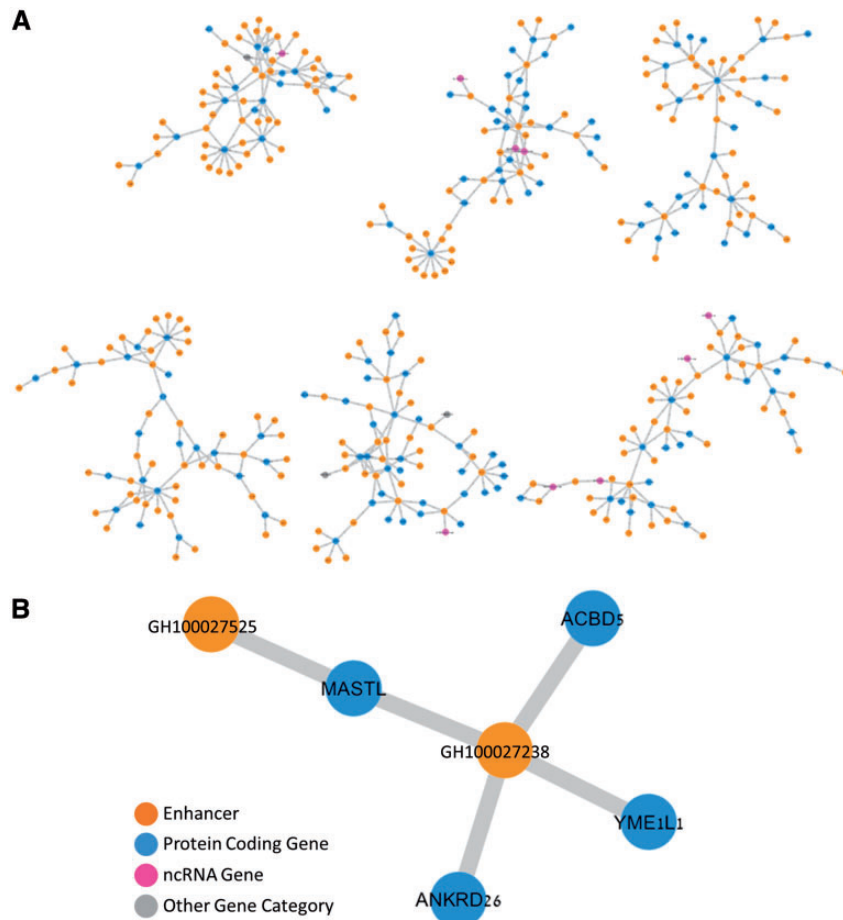 A
B
GH100027525
ACBD5
MASTL
GH100027238
YME1L1
ANKRD26
Enhancer
Protein Coding Gene
ncRNA Gene
Other Gene Category